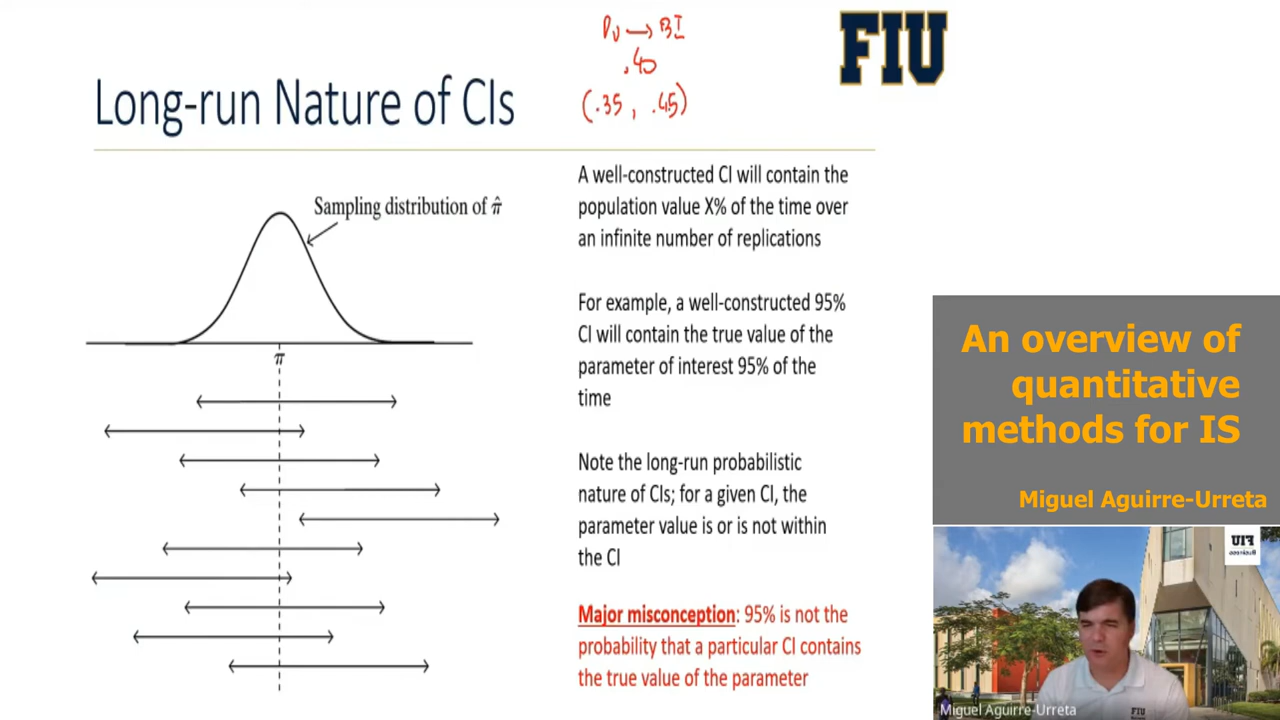 PU → BI
.40
(.35 , .45)
FIU
Long-run Nature of CIs
Sampling distribution of π̂
π
A well-constructed CI will contain the
population value X% of the time over
an infinite number of replications
For example, a well-constructed 95%
CI will contain the true value of the
parameter of interest 95% of the
time
Note the long-run probabilistic
nature of CIs; for a given CI, the
parameter value is or is not within
the CI
Major misconception: 95% is not the
probability that a particular CI contains
the true value of the parameter
An overview of
quantitative
methods for IS
Miguel Aguirre-Urreta
FIU
Business
Miguel Aguirre-Urreta
FIU